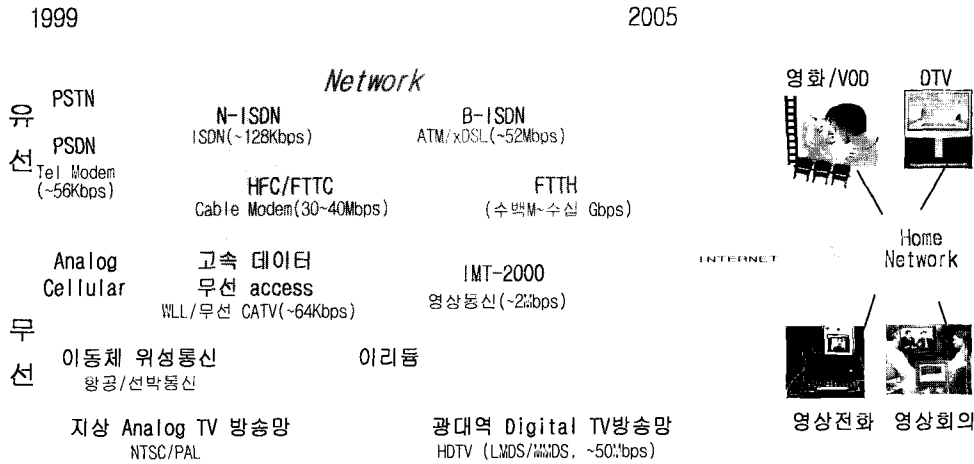 1999 2005
Network
영화/VOD DTV
유선
PSTN
N-ISDN B-ISDN
ISDN(~128Kbps) ATM/xDSL(~52Mbps)
PSDN
Tel Modem
(~56Kbps)
HFC/FTTC FTTH
Cable Modem(30~40Mbps) (수백M~수십 Gbps)
Home
Network
INTERNET
Analog
Cellular
고속 데이터
무선 access
WLL/무선 CATV(~64Kbps)
IMT-2000
영상통신(~2Mbps)
무선
이동체 위성통신 이리듐
항공/선박통신
영상전화 영상회의
지상 Analog TV 방송망 광대역 Digital TV방송망
NTSC/PAL HDTV (LMDS/MMDS, ~50Mbps)